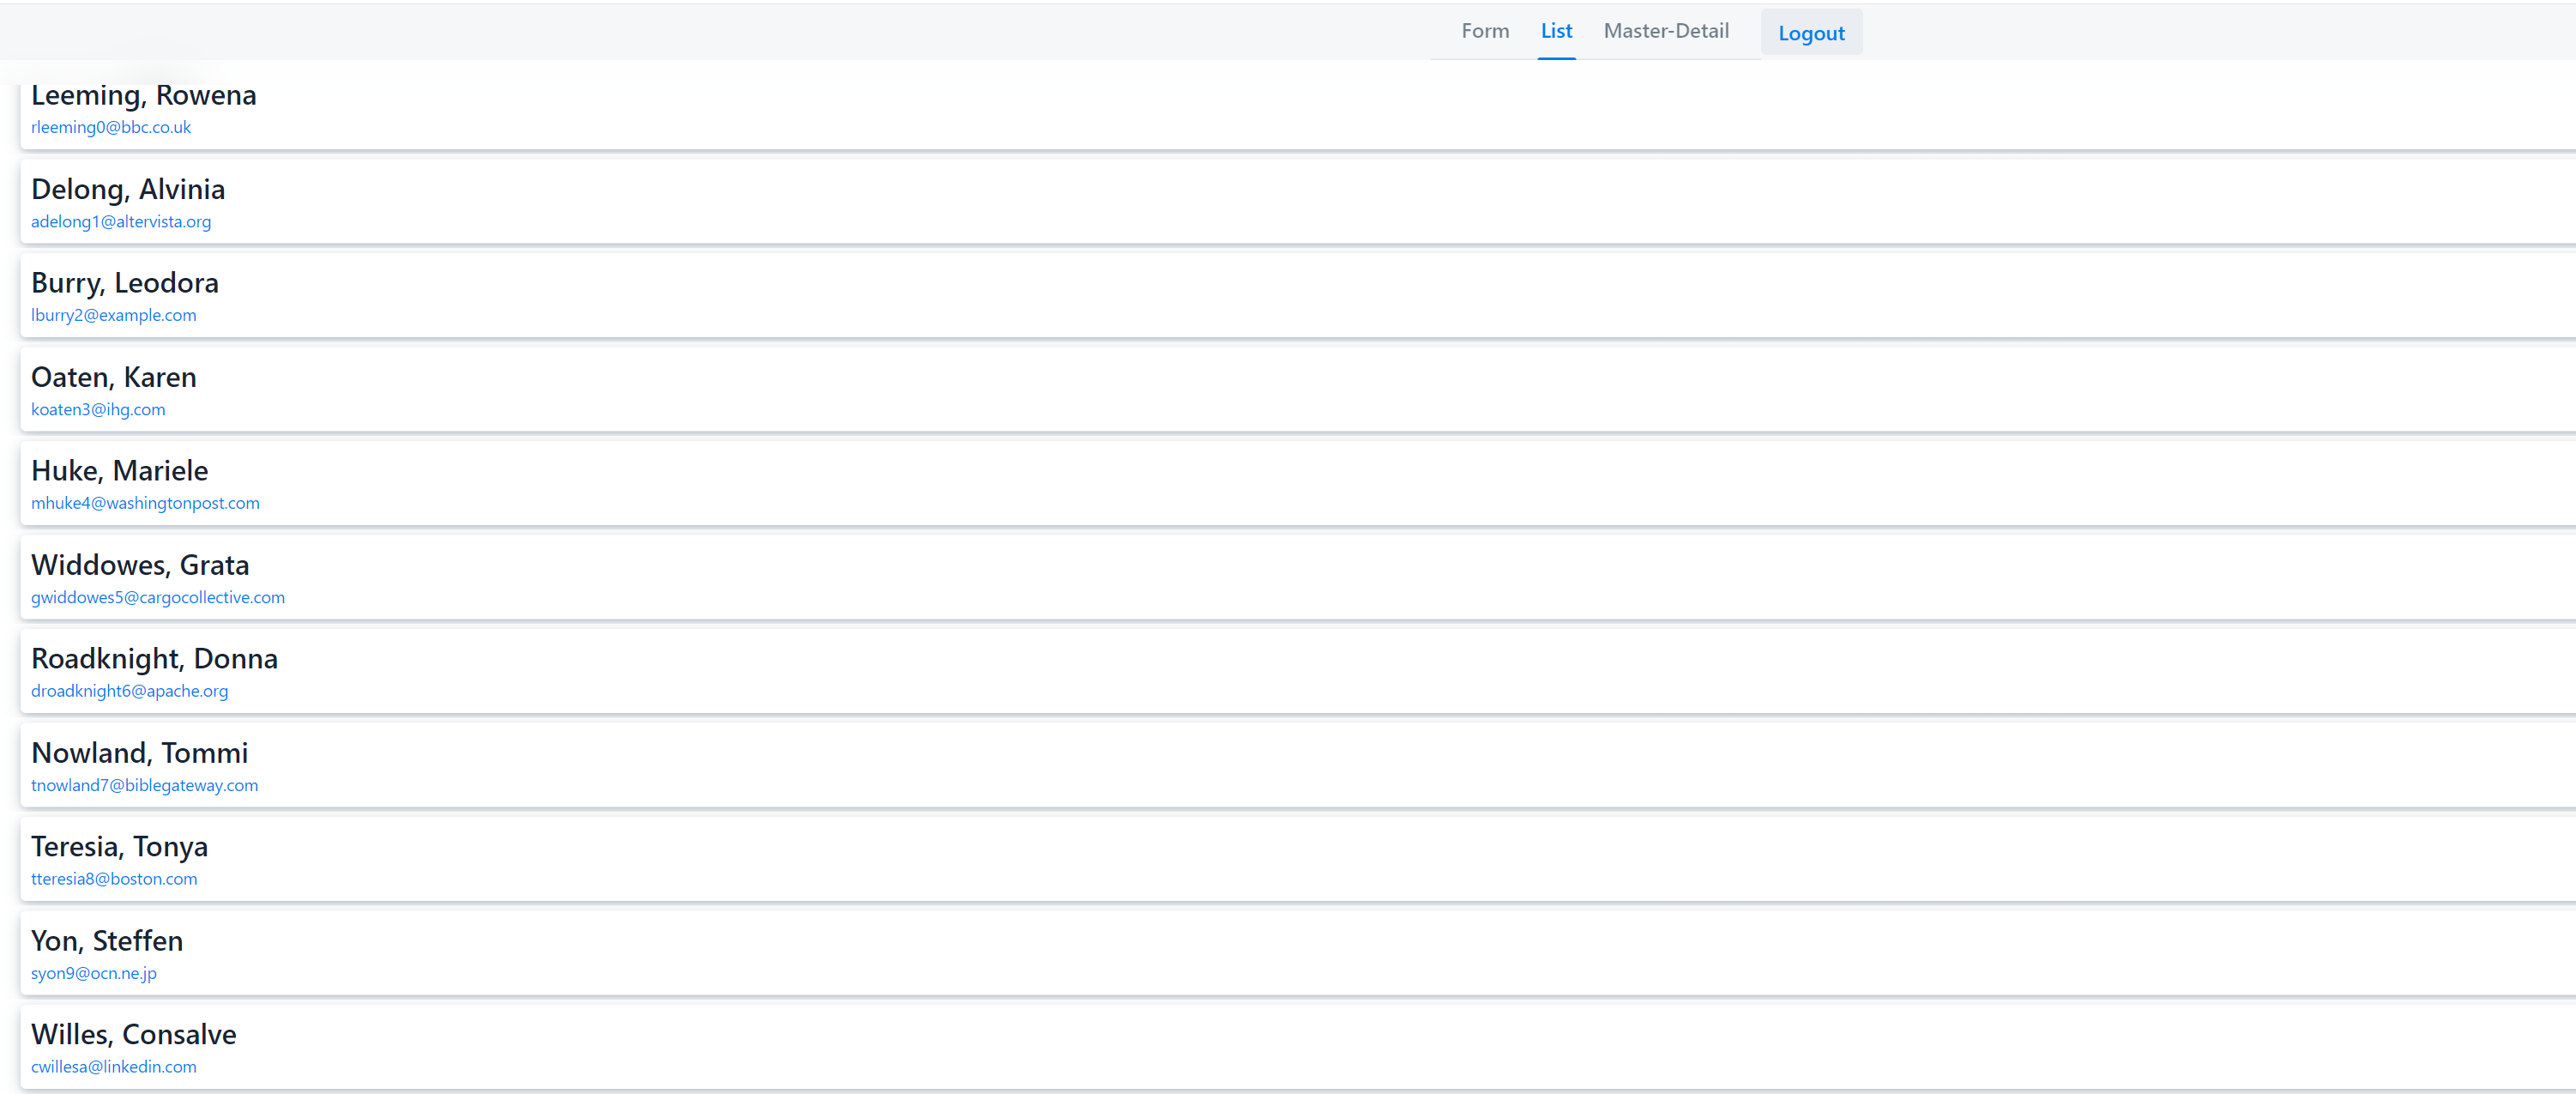 Form List Master-Detail Logout
Leeming, Rowena
rleeming0@bbc.co.uk
Delong, Alvinia
adelong1@altervista.org
Burry, Leodora
lburry2@example.com
Oaten, Karen
koaten3@ihg.com
Huke, Mariele
mhuke4@washingtonpost.com
Widdowes, Grata
gwiddowes5@cargocollective.com
Roadknight, Donna
droadknight6@apache.org
Nowland, Tommi
tnowland7@biblegateway.com
Teresia, Tonya
tteresia8@boston.com
Yon, Steffen
syon9@ocn.ne.jp
Willes, Consalve
cwillesa@linkedin.com